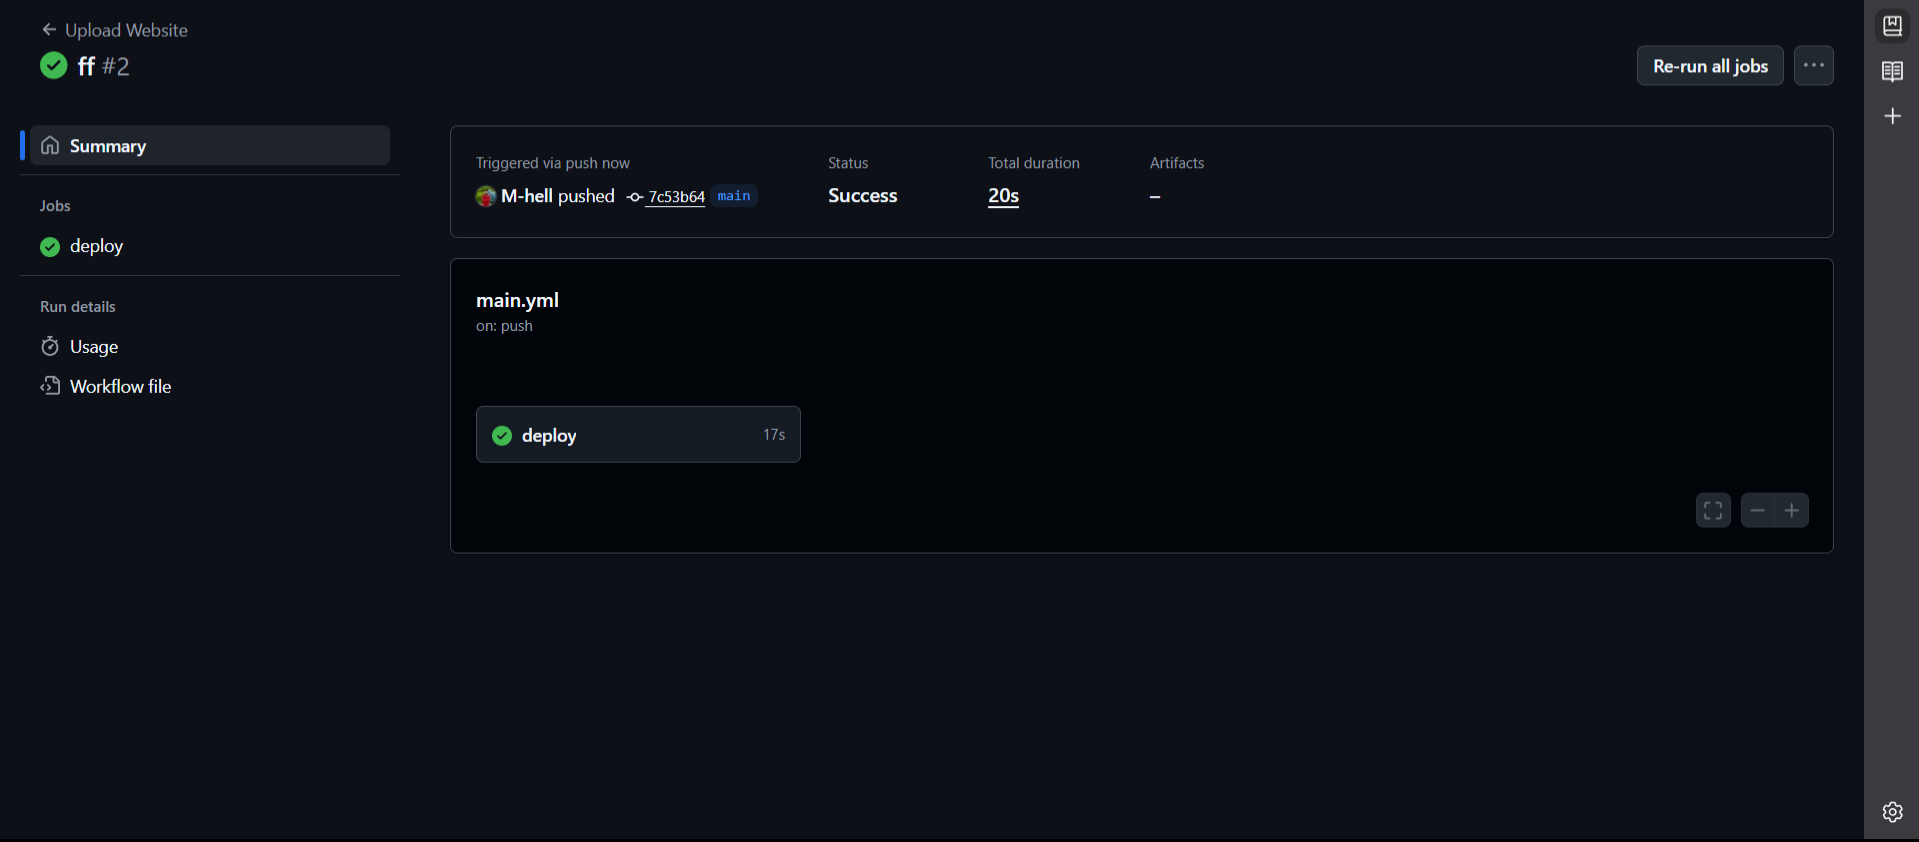 Upload Website
ff #2
Re-run all jobs
Summary
Jobs
deploy
Run details
Usage
Workflow file
Triggered via push now
M-hell pushed 7c53b64 main
Status
Success
Total duration
20s
Artifacts
–
main.yml
on: push
deploy 17s